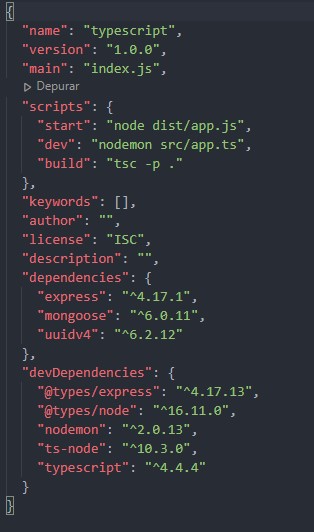 {
"name": "typescript",
"version": "1.0.0",
"main": "index.js",
Depurar
"scripts": {
"start": "node dist/app.js",
"dev": "nodemon src/app.ts",
"build": "tsc -p ."
},
"keywords": [],
"author": "",
"license": "ISC",
"description": "",
"dependencies": {
"express": "^4.17.1",
"mongoose": "^6.0.11",
"uuidv4": "^6.2.12"
},
"devDependencies": {
"@types/express": "^4.17.13",
"@types/node": "^16.11.0",
"nodemon": "^2.0.13",
"ts-node": "^10.3.0",
"typescript": "^4.4.4"
}
}